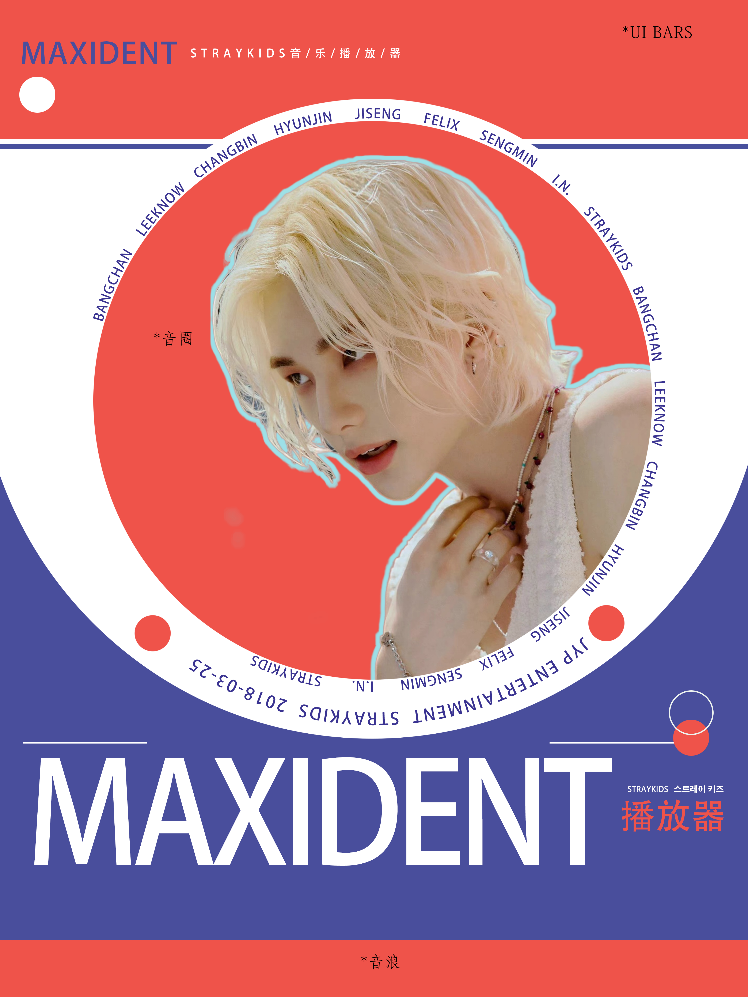 *UI BARS
MAXIDENT STRAYKIDS音/乐/播/放/器
BANGCHAN LEEKNOW CHANGBIN HYUNJIN JISENG FELIX SENGMIN I.N. STRAYKIDS BANGCHAN LEEKNOW CHANGBIN HYUNJIN JISENG FELIX SENGMIN I.N. STRAYKIDS
*音圈
JYP ENTERTAINMENT STRAYKIDS 2018-03-25
MAXIDENT
STRAYKIDS 스트레이 키즈
播放器
*音浪